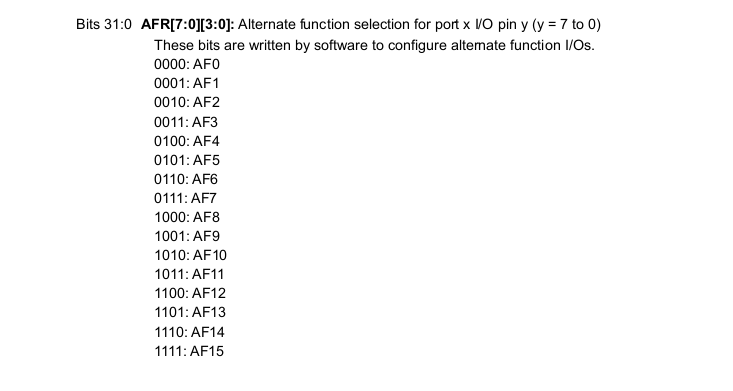 Bits 31:0 AFR[7:0][3:0]: Alternate function selection for port x I/O pin y (y = 7 to 0)
These bits are written by software to configure alternate function I/Os.
0000: AF0
0001: AF1
0010: AF2
0011: AF3
0100: AF4
0101: AF5
0110: AF6
0111: AF7
1000: AF8
1001: AF9
1010: AF10
1011: AF11
1100: AF12
1101: AF13
1110: AF14
1111: AF15